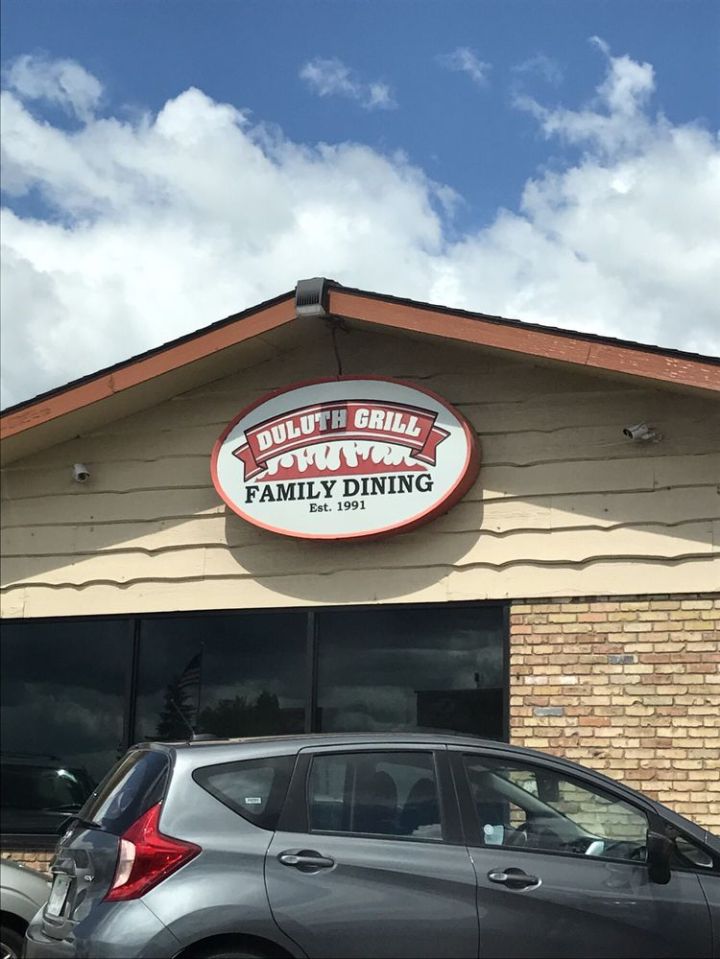 DULUTH GRILL
FAMILY DINING
Est. 1991